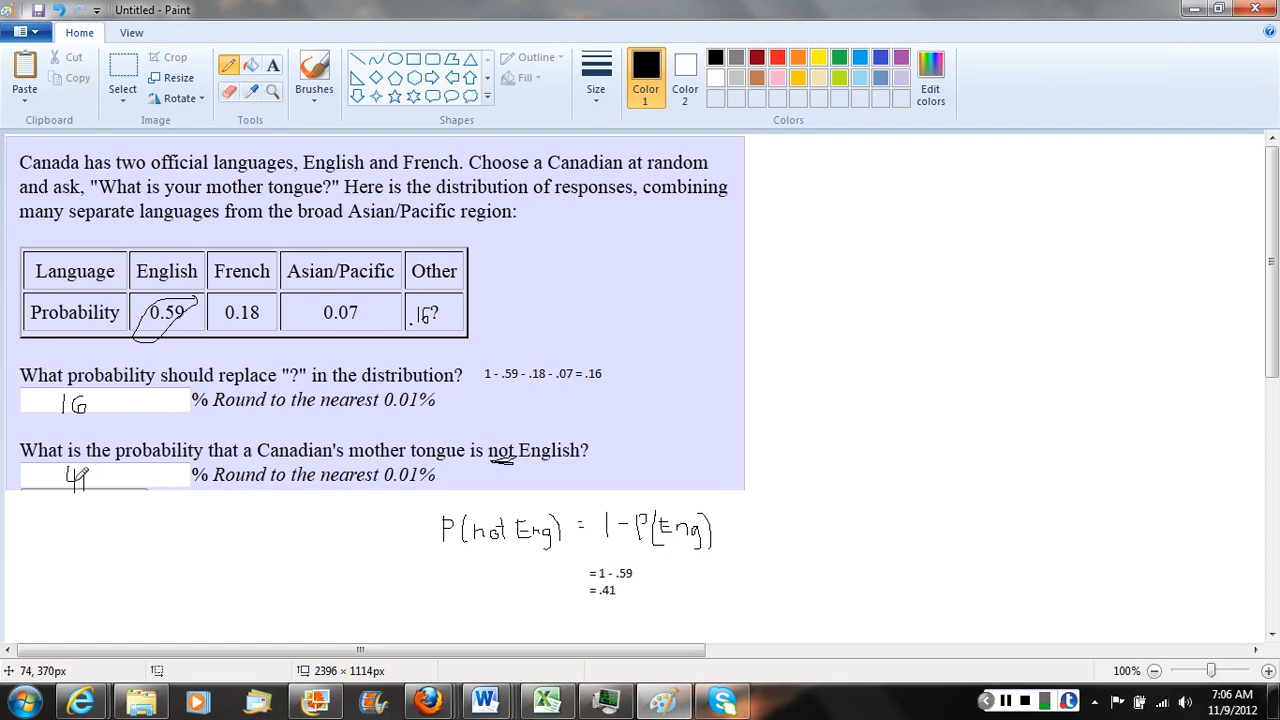 Untitled - Paint
Home
View
Paste
Cut
Copy
Clipboard
Select
Crop
Resize
Rotate
Image
A
Tools
Brushes
Shapes
Outline
Fill
Size
Color 1
Color 2
Edit colors
Colors
Canada has two official languages, English and French. Choose a Canadian at random
and ask, "What is your mother tongue?" Here is the distribution of responses, combining
many separate languages from the broad Asian/Pacific region:
Language English French Asian/Pacific Other
Probability 0.59 0.18 0.07 .16?
What probability should replace "?" in the distribution? 1 - .59 - .18 - .07 = .16
16 % Round to the nearest 0.01%
What is the probability that a Canadian's mother tongue is not English?
% Round to the nearest 0.01%
P(not Eng) = 1 - P(Eng)
= 1 - .59
= .41
74, 370px
2396 × 1114px
100%
7:06 AM
11/9/2012